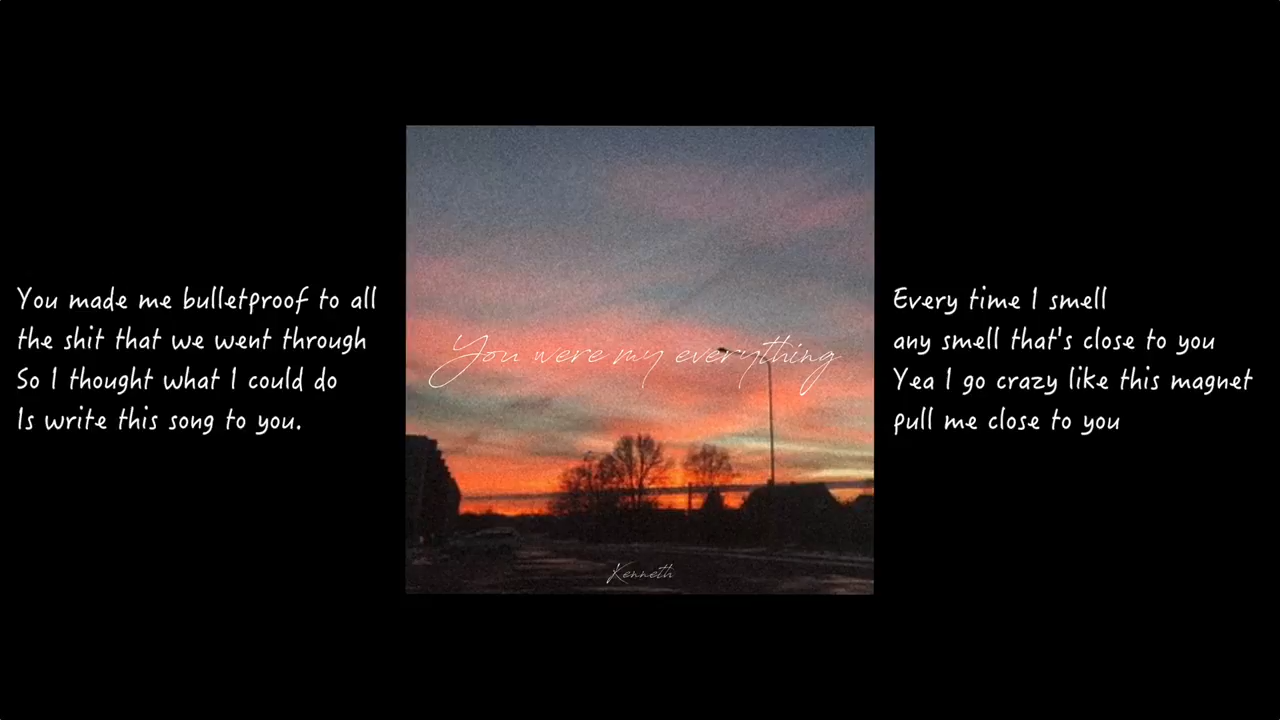 You made me bulletproof to all
the shit that we went through
So I thought what I could do
Is write this song to you.
You were my everything
Kenneth
Every time I smell
any smell that's close to you
Yea I go crazy like this magnet
pull me close to you